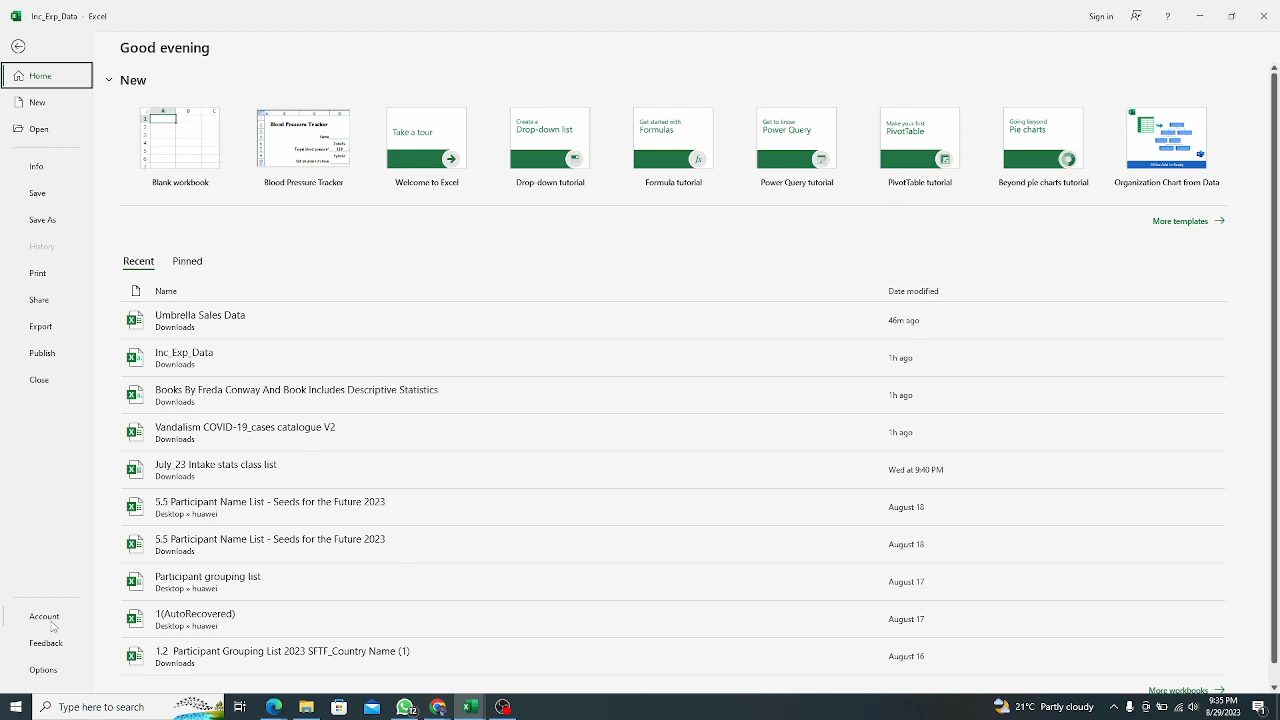 Inc_Exp_Data - Excel
Sign in
?
Good evening
Home
New
Open
Info
Save
Save As
History
Print
Share
Export
Publish
Close
Account
Feedback
Options
New
Blank workbook
Blood Pressure Tracker
Blood Pressure Tracker
Take a tour
Welcome to Excel
Create a
Drop-down list
Drop-down tutorial
Get started with
Formulas
fx
Formula tutorial
Get to know
Power Query
Power Query tutorial
Make your first
PivotTable
PivotTable tutorial
Going beyond
Pie charts
Beyond pie charts tutorial
Organization Chart from Data
More templates
Recent Pinned
Name Date modified
Umbrella Sales Data
Downloads
46m ago
Inc_Exp_Data
Downloads
1h ago
Books By Freda Conway And Book Includes Descriptive Statistics
Downloads
1h ago
Vandalism COVID-19_cases catalogue V2
Downloads
1h ago
July_23 Intake stats class list
Downloads
Wed at 9:40 PM
5.5 Participant Name List - Seeds for the Future 2023
Desktop » huawei
August 18
5.5 Participant Name List - Seeds for the Future 2023
Downloads
August 18
Participant grouping list
Desktop » huawei
August 17
1(AutoRecovered)
Desktop » huawei
August 17
1.2 Participant Grouping List 2023 SFTF_Country Name (1)
Downloads
August 16
More workbooks
Type here to search
21°C Partly cloudy
9:35 PM
8/29/2023